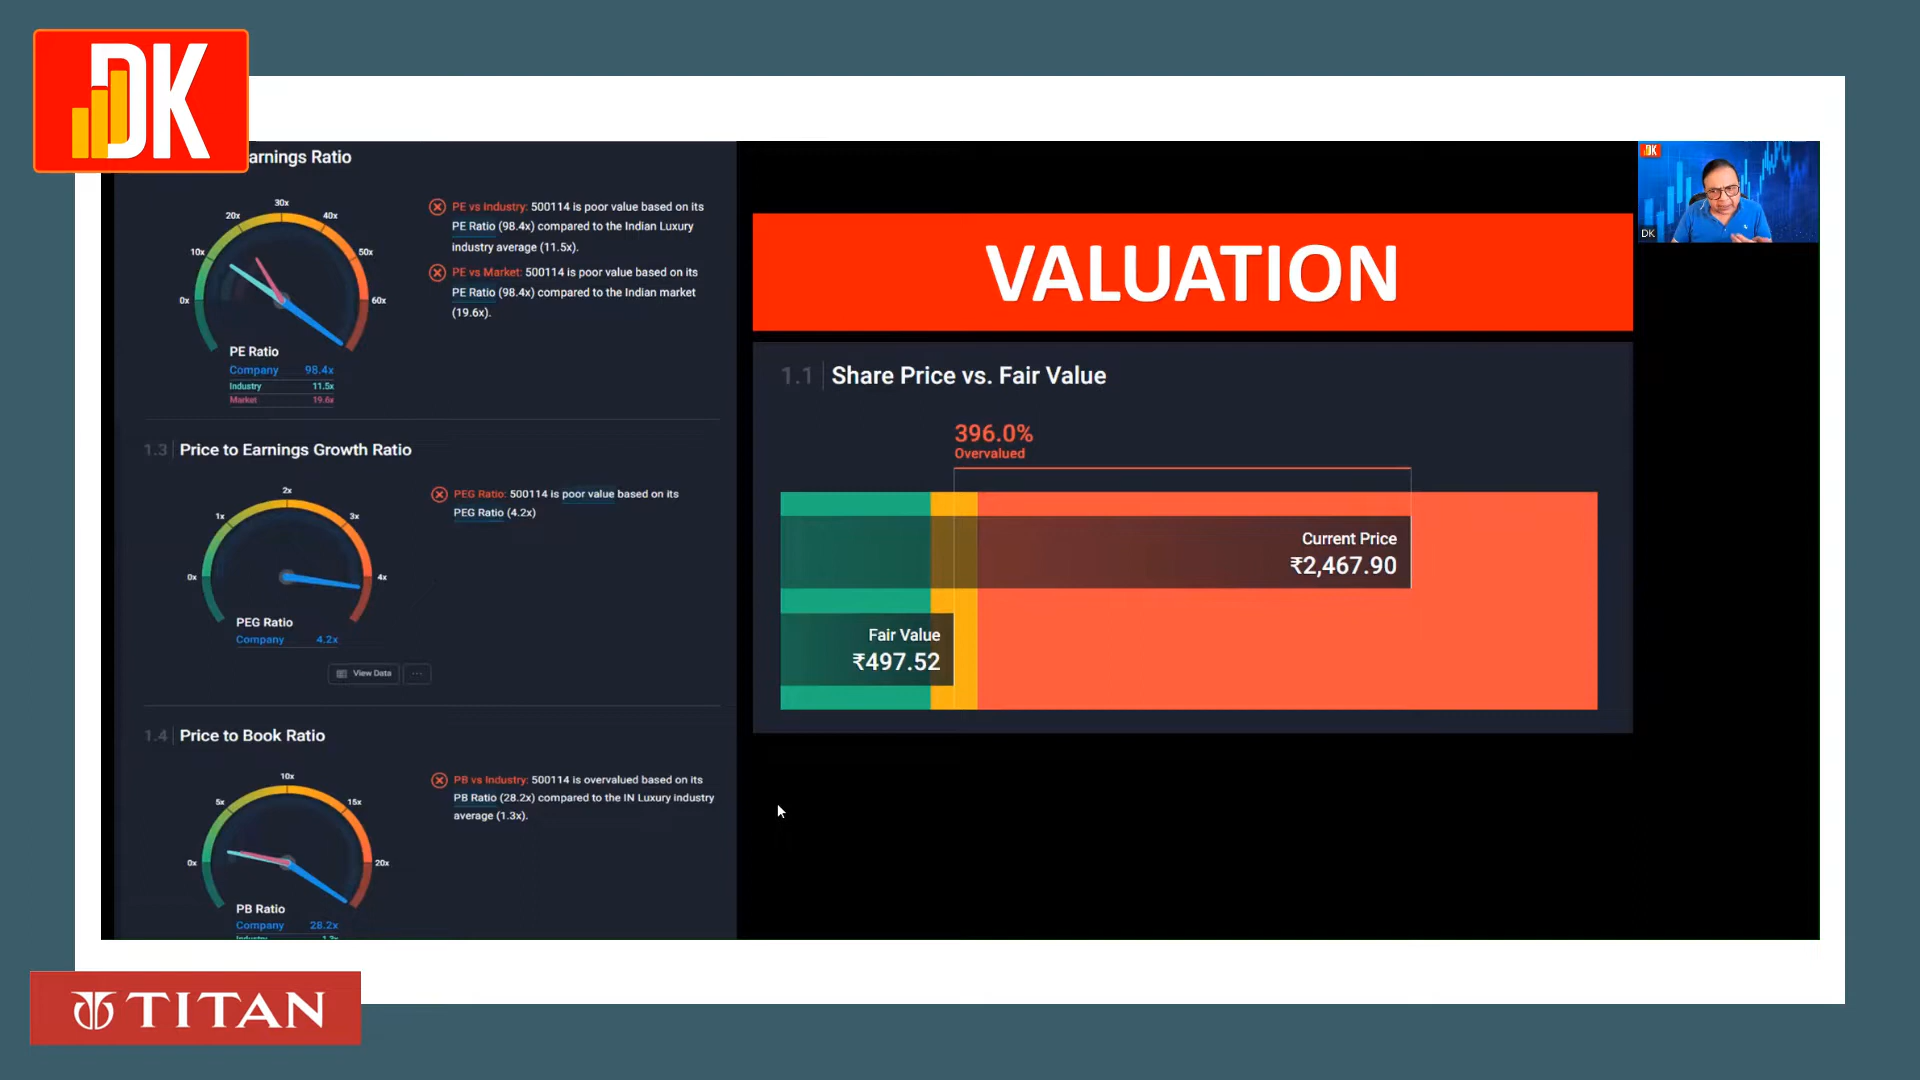 DK
arnings Ratio
30x
20x
40x
10x
50x
0x
60x
PE Ratio
Company 98.4x
Industry 11.5x
Market 19.6x
PE vs Industry: 500114 is poor value based on its
PE Ratio (98.4x) compared to the Indian Luxury
industry average (11.5x).
PE vs Market: 500114 is poor value based on its
PE Ratio (98.4x) compared to the Indian market
(19.6x).
1.3 Price to Earnings Growth Ratio
2x
1x
3x
0x
4x
PEG Ratio
Company 4.2x
PEG Ratio: 500114 is poor value based on its
PEG Ratio (4.2x)
View Data
...
1.4 Price to Book Ratio
10x
5x
15x
0x
20x
PB Ratio
Company 28.2x
Industry 1.3x
PB vs Industry: 500114 is overvalued based on its
PB Ratio (28.2x) compared to the IN Luxury industry
average (1.3x).
VALUATION
1.1 Share Price vs. Fair Value
396.0%
Overvalued
Current Price
₹2,467.90
Fair Value
₹497.52
DK
DK
TITAN